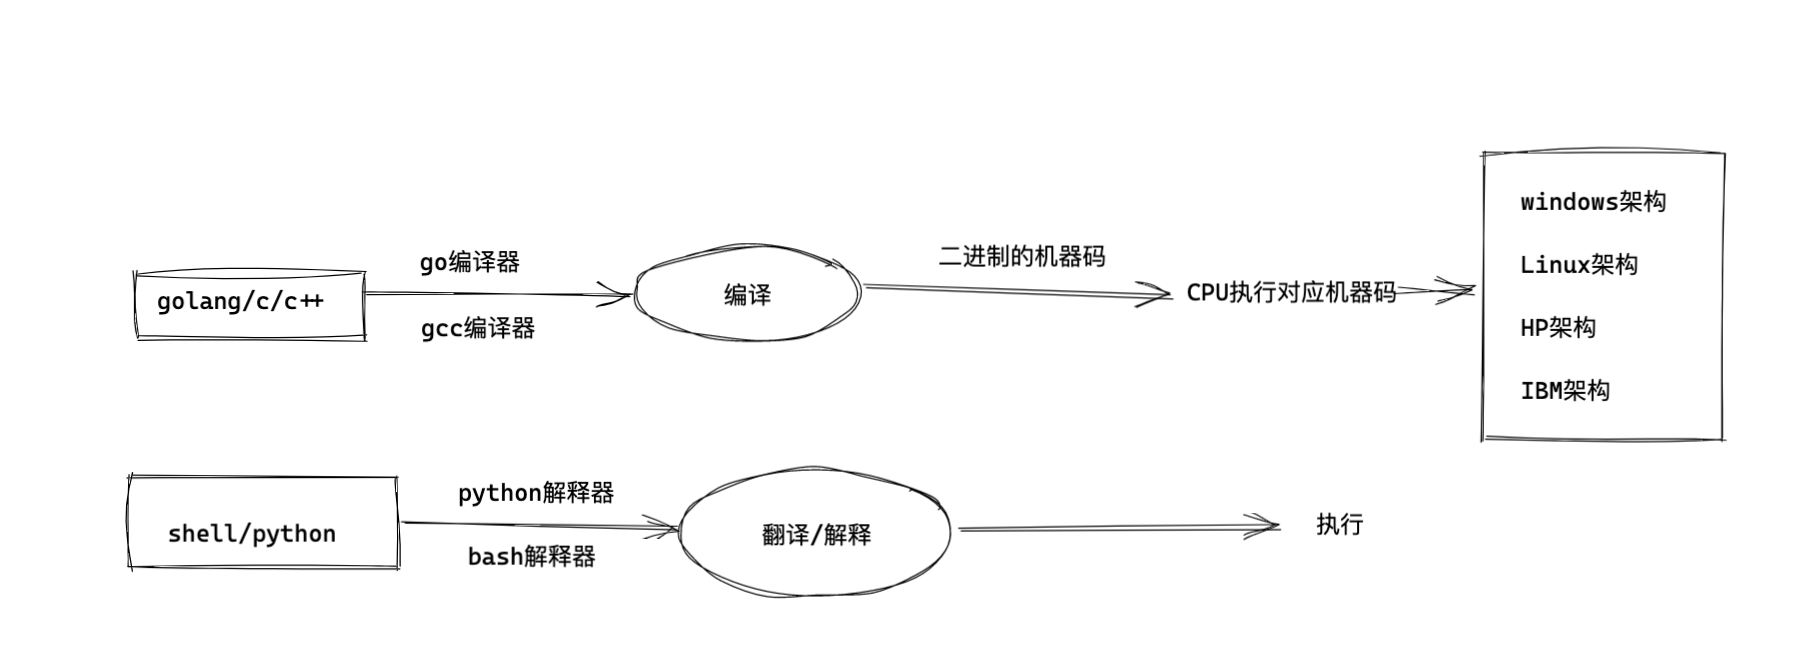 golang/c/c++
go编译器
gcc编译器
编译
二进制的机器码
CPU执行对应机器码
windows架构
Linux架构
HP架构
IBM架构
shell/python
python解释器
bash解释器
翻译/解释
执行